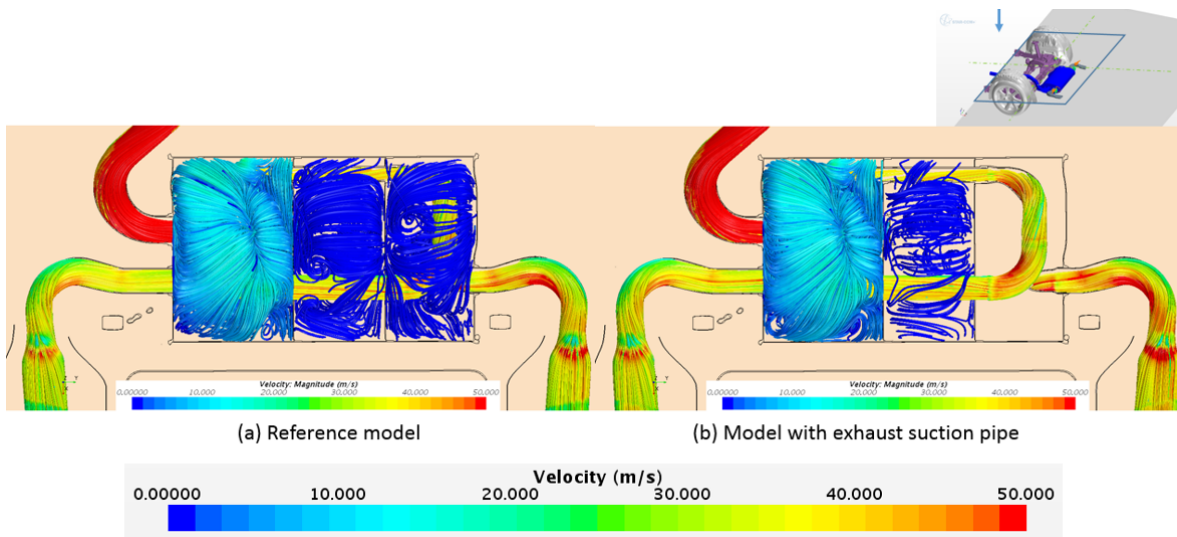 Velocity: Magnitude (m/s)
0.00000 10.000 20.000 30.000 40.000 50.000
Velocity: Magnitude (m/s)
0.00000 10.000 20.000 30.000 40.000 50.000
(a) Reference model
(b) Model with exhaust suction pipe
Velocity (m/s)
0.00000 10.000 20.000 30.000 40.000 50.000